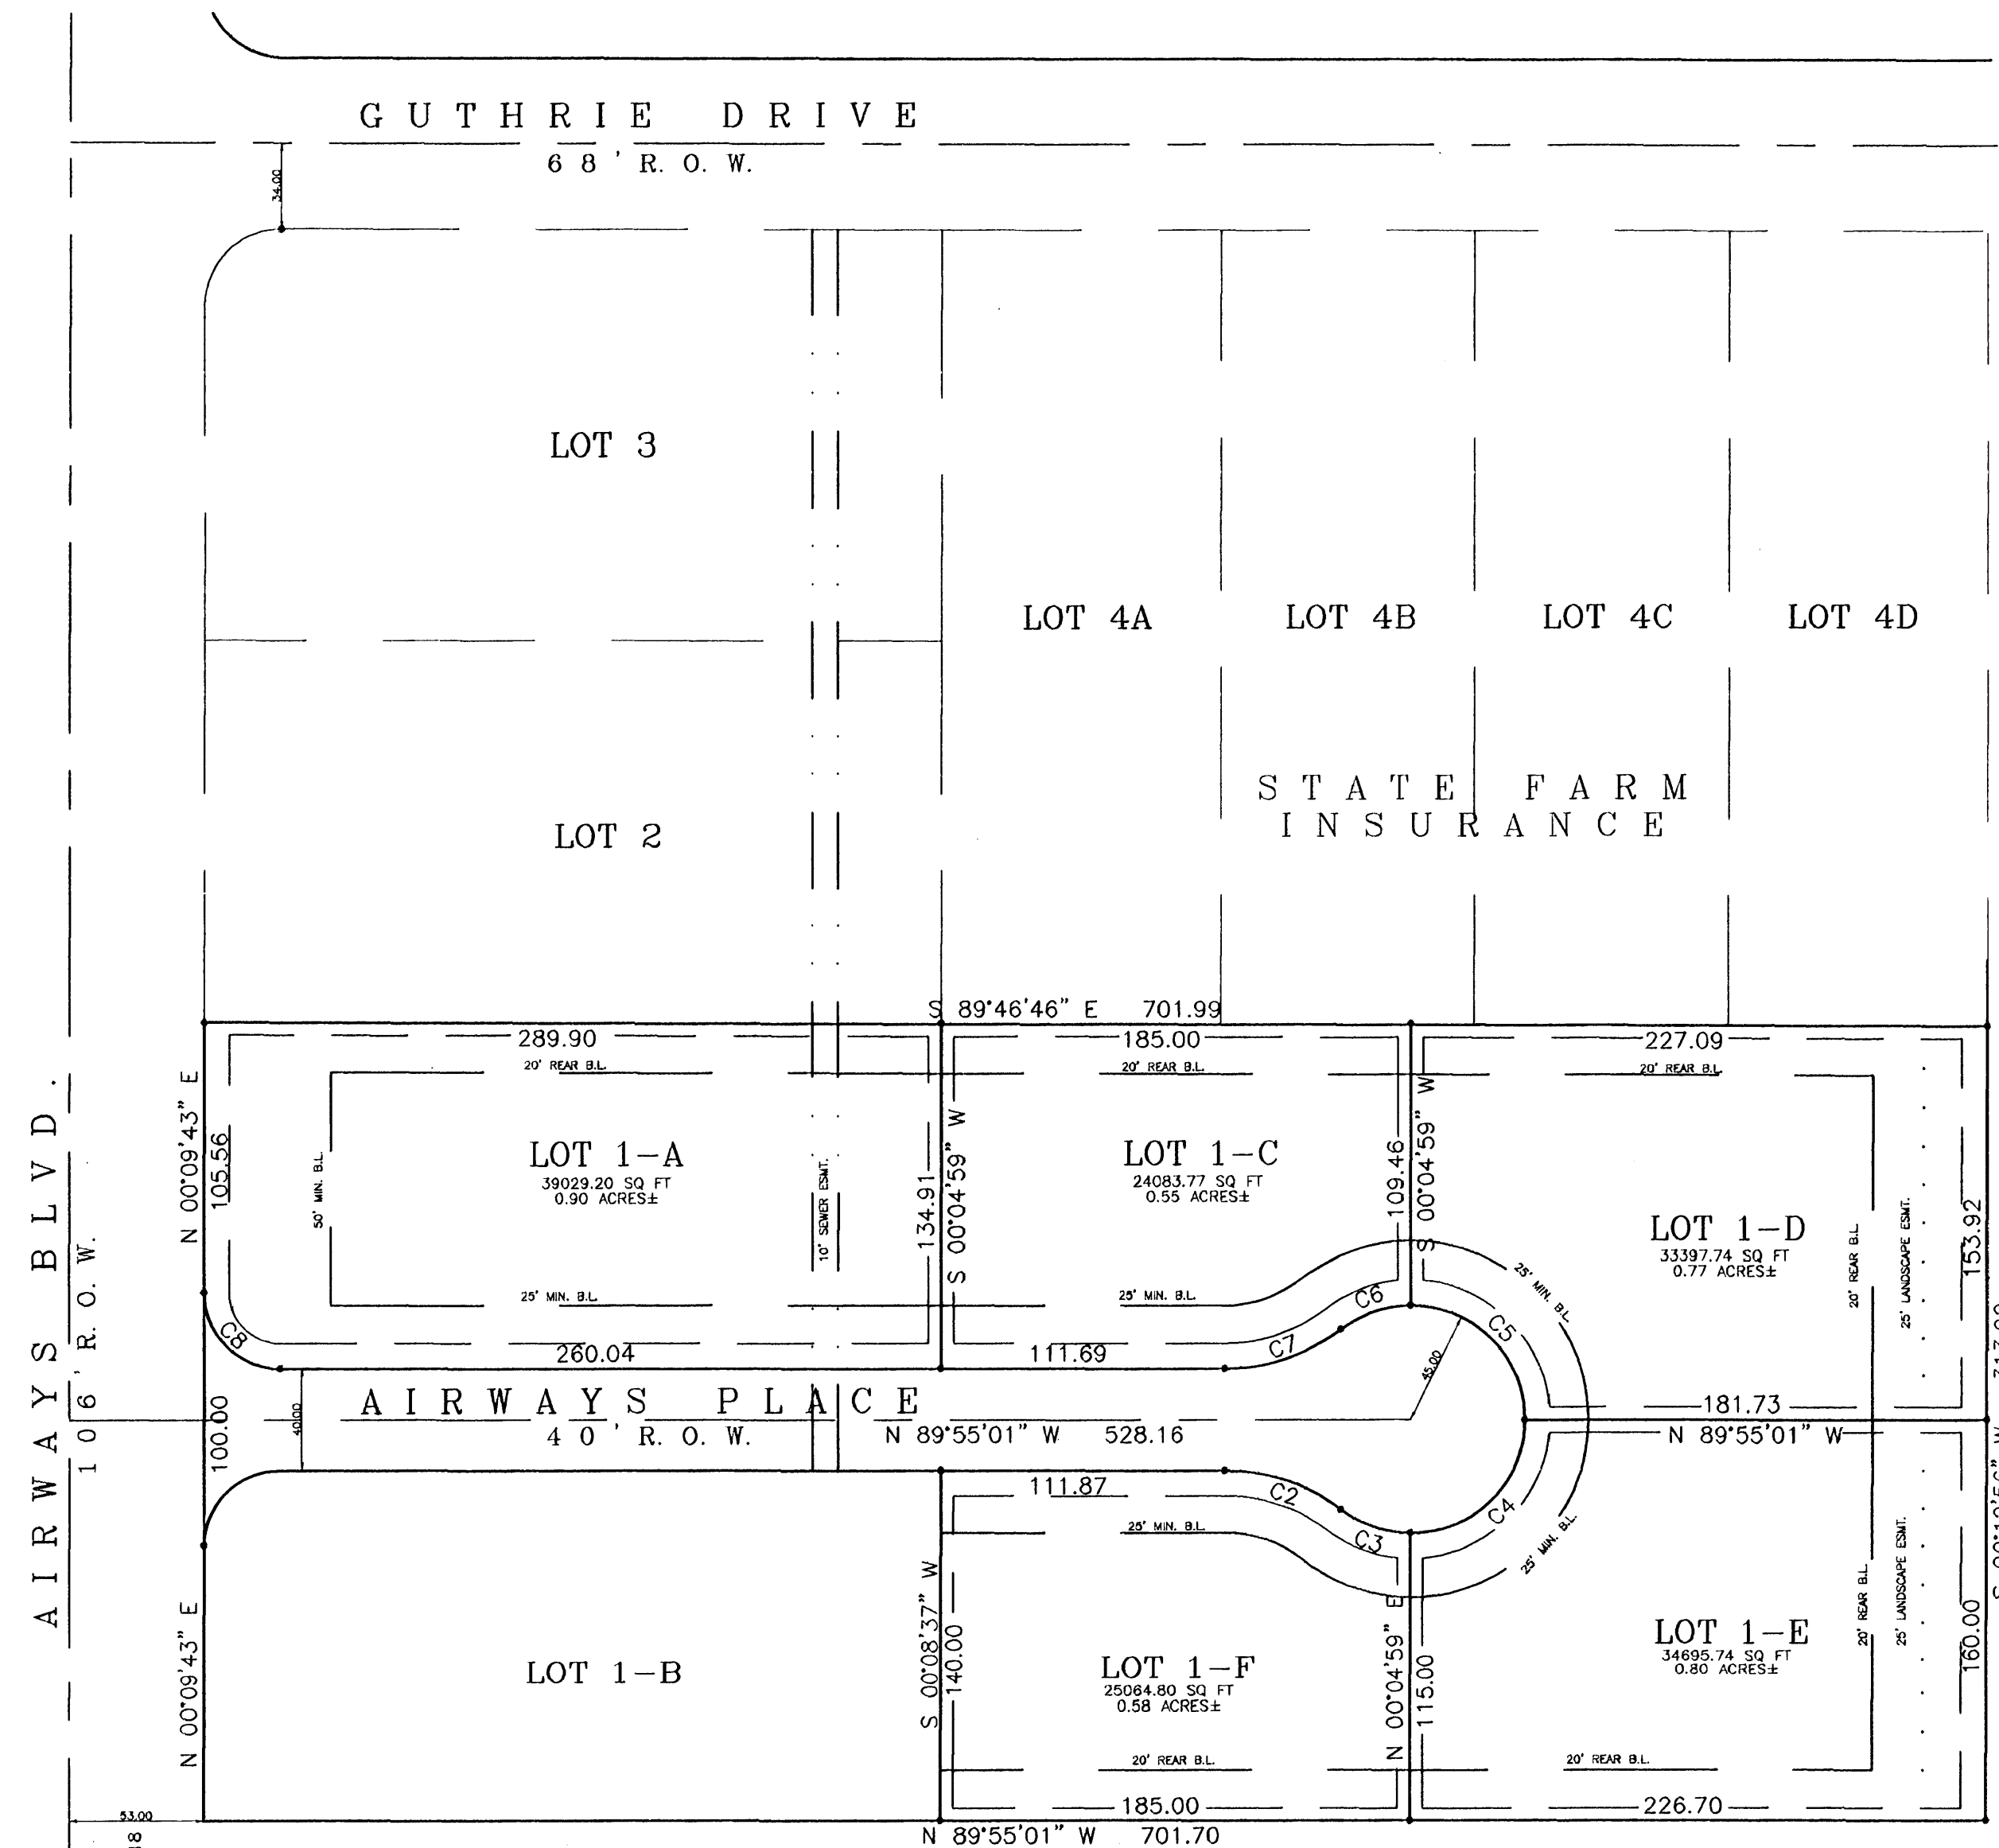 GUTHRIE DRIVE
68' R.O.W.
34.00
LOT 3
LOT 4A
LOT 4B
LOT 4C
LOT 4D
STATE FARM
INSURANCE
LOT 2
S 89°46'46" E 701.99
289.90
185.00
227.09
20' REAR B.L.
20' REAR B.L.
20' REAR B.L.
N 00°09'43" E
105.56
50' MIN. B.L.
LOT 1-A
39029.20 SQ FT
0.90 ACRES±
10' SEWER ESMT.
134.91
S 00°04'59" W
LOT 1-C
24083.77 SQ FT
0.55 ACRES±
109.46
S 00°04'59" W
LOT 1-D
33397.74 SQ FT
0.77 ACRES±
20' REAR B.L.
25' LANDSCAPE ESMT.
153.92
25' MIN. B.L.
25' MIN. B.L.
25' MIN. B.L.
C8
260.04
111.69
C7
C6
C5
45.00
AIRWAYS BLVD.
106' R.O.W.
100.00
40.00
AIRWAYS PLACE
40' R.O.W.
N 89°55'01" W 528.16
181.73
N 89°55'01" W
111.87
C2
C3
C4
25' MIN. B.L.
25' MIN. B.L.
N 00°09'43" E
LOT 1-B
S 00°08'37" W
140.00
LOT 1-F
25064.80 SQ FT
0.58 ACRES±
N 00°04'59" E
115.00
LOT 1-E
34695.74 SQ FT
0.80 ACRES±
20' REAR B.L.
25' LANDSCAPE ESMT.
160.00
20' REAR B.L.
20' REAR B.L.
185.00
226.70
53.00
N 89°55'01" W 701.70